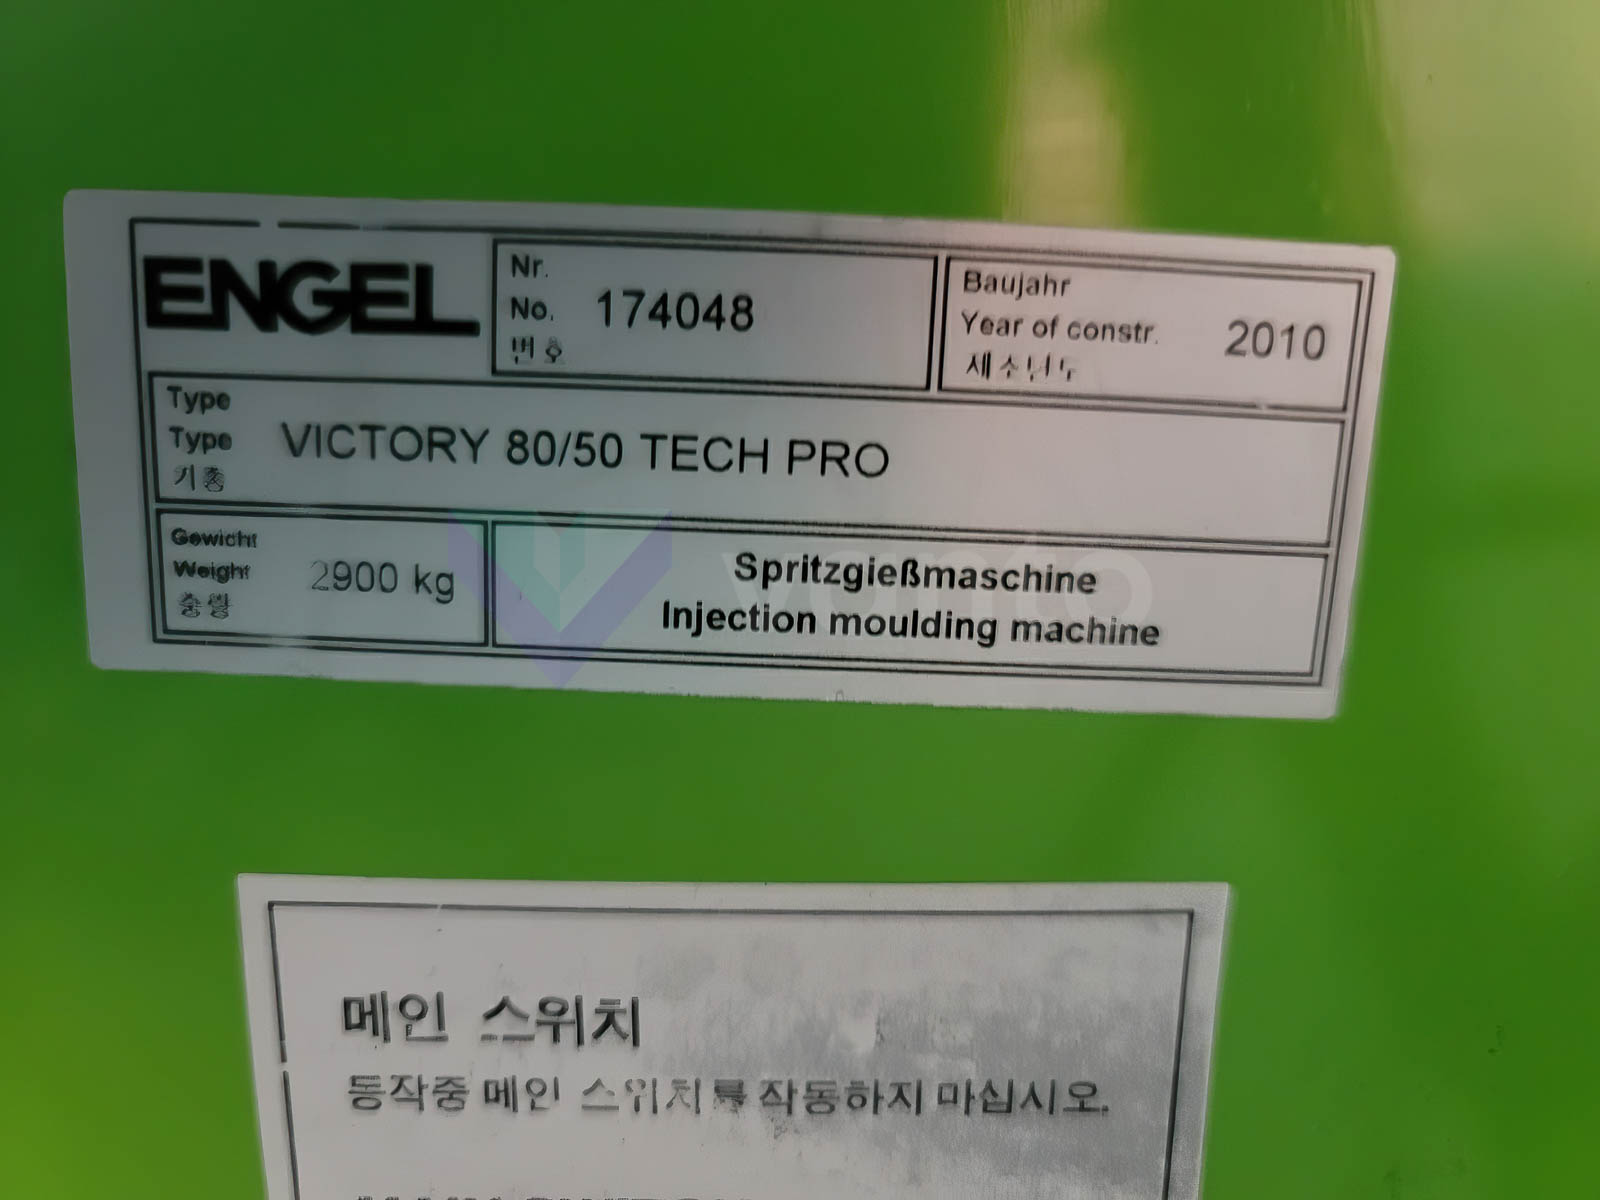 ENGEL
Nr.
No. 174048
번호
Baujahr
Year of constr. 2010
Type
Type VICTORY 80/50 TECH PRO
기종
Gewicht
Weight 2900 kg
Spritzgießmaschine
Injection moulding machine
vanto
메인 스위치
동작중 메인 스위치를 작동하지 마십시오.